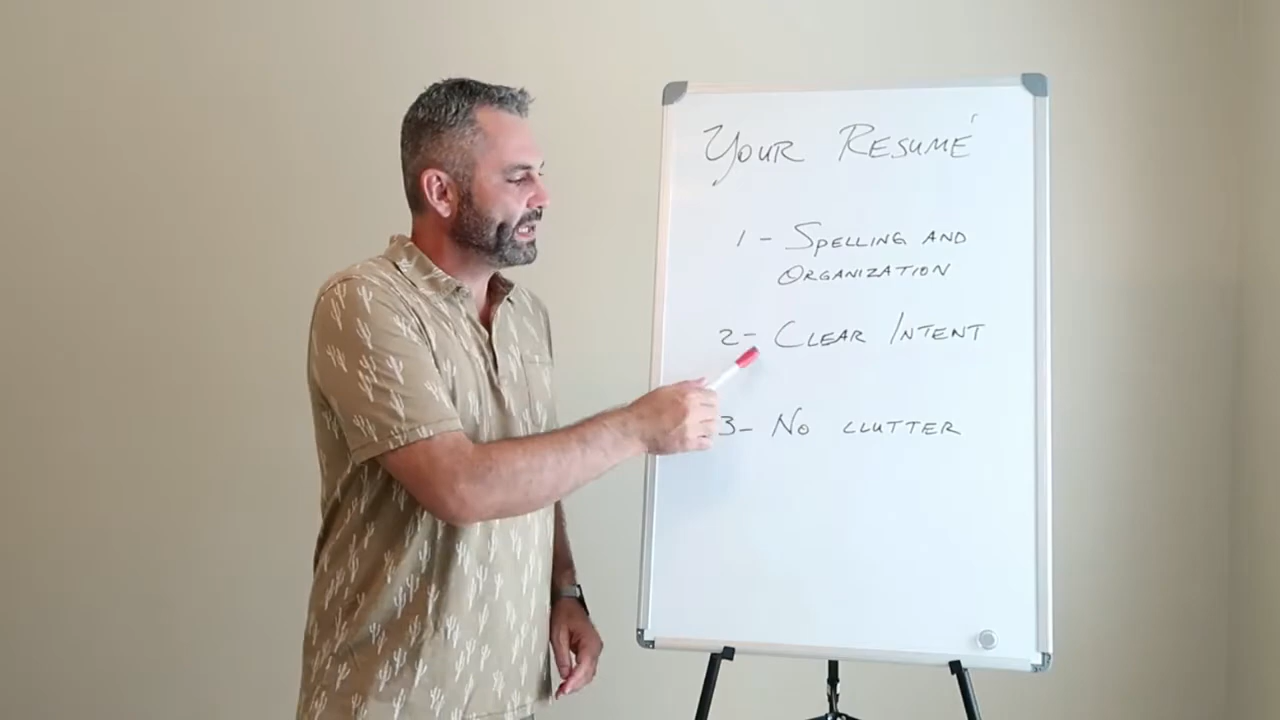 YOUR RESUMÉ
1 - SPELLING AND
ORGANIZATION
2- CLEAR INTENT
3- NO CLUTTER